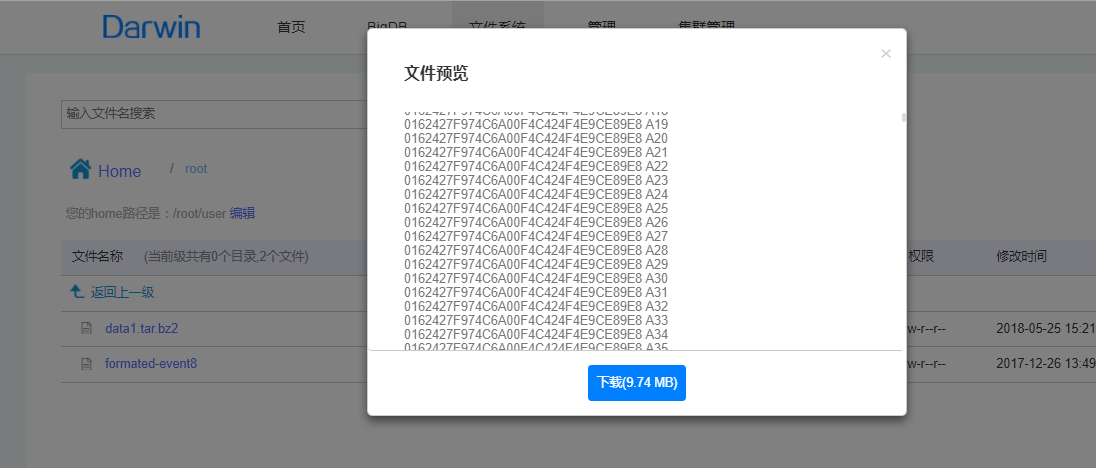 Darwin 首页 BigDB 文件系统 管理 集群管理
×
文件预览
输入文件名搜索
0162427F974C6A00F4C424F4E9CE89E8 A18
0162427F974C6A00F4C424F4E9CE89E8 A19
0162427F974C6A00F4C424F4E9CE89E8 A20
0162427F974C6A00F4C424F4E9CE89E8 A21
0162427F974C6A00F4C424F4E9CE89E8 A22
0162427F974C6A00F4C424F4E9CE89E8 A23
0162427F974C6A00F4C424F4E9CE89E8 A24
0162427F974C6A00F4C424F4E9CE89E8 A25
0162427F974C6A00F4C424F4E9CE89E8 A26
0162427F974C6A00F4C424F4E9CE89E8 A27
0162427F974C6A00F4C424F4E9CE89E8 A28
0162427F974C6A00F4C424F4E9CE89E8 A29
0162427F974C6A00F4C424F4E9CE89E8 A30
0162427F974C6A00F4C424F4E9CE89E8 A31
0162427F974C6A00F4C424F4E9CE89E8 A32
0162427F974C6A00F4C424F4E9CE89E8 A33
0162427F974C6A00F4C424F4E9CE89E8 A34
0162427F974C6A00F4C424F4E9CE89E8 A35
下载(9.74 MB)
Home / root
您的home路径是：/root/user 编辑
文件名称 (当前级共有0个目录,2个文件) 权限 修改时间
返回上一级
data1.tar.bz2 w-r--r-- 2018-05-25 15:21
formated-event8 w-r--r-- 2017-12-26 13:49